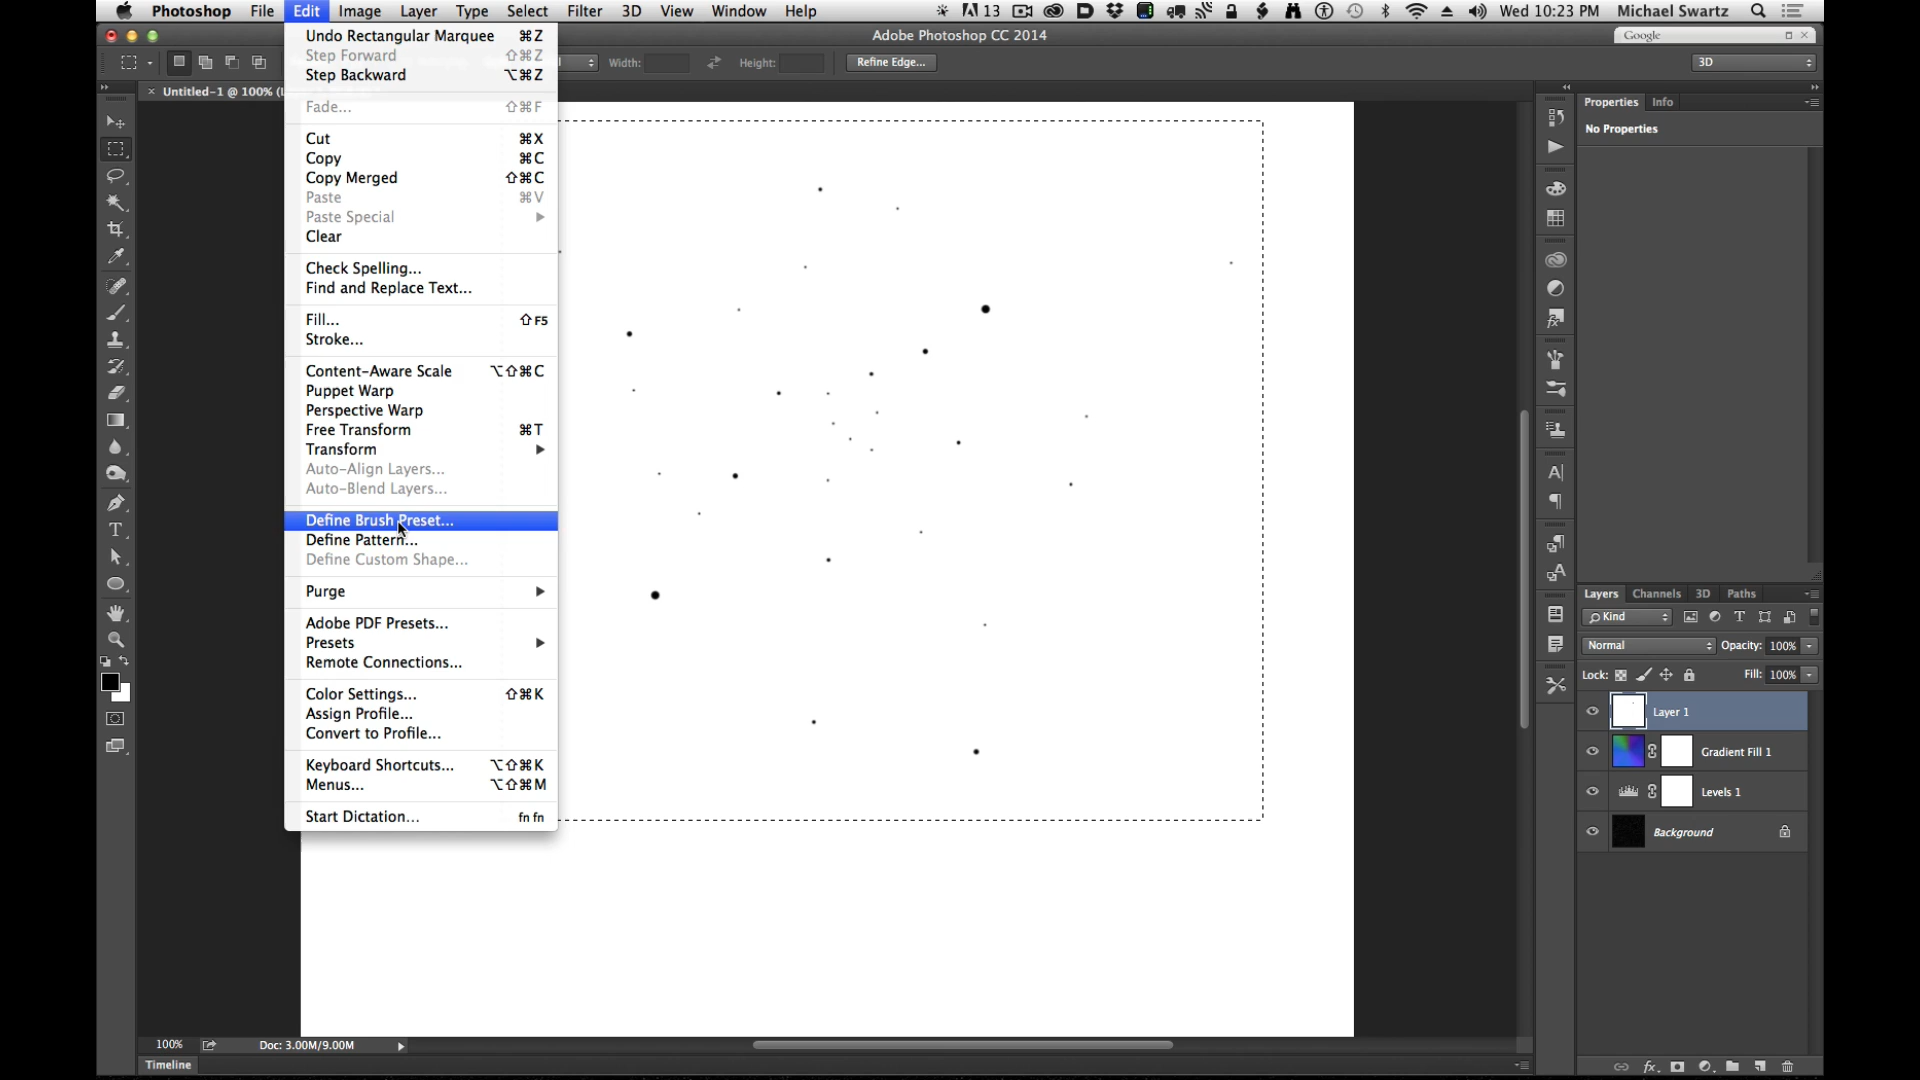 Photoshop File Edit Image Layer Type Select Filter 3D View Window Help 13 Wed 10:23 PM Michael Swartz
Adobe Photoshop CC 2014
Google
Width: Height: Refine Edge... 3D
Untitled-1 @ 100% (
Undo Rectangular Marquee ⌘Z
Step Forward ⇧⌘Z
Step Backward ⌥⌘Z
Fade... ⇧⌘F
Cut ⌘X
Copy ⌘C
Copy Merged ⇧⌘C
Paste ⌘V
Paste Special
Clear
Check Spelling...
Find and Replace Text...
Fill... ⇧F5
Stroke...
Content-Aware Scale ⌥⇧⌘C
Puppet Warp
Perspective Warp
Free Transform ⌘T
Transform
Auto-Align Layers...
Auto-Blend Layers...
Define Brush Preset...
Define Pattern...
Define Custom Shape...
Purge
Adobe PDF Presets...
Presets
Remote Connections...
Color Settings... ⇧⌘K
Assign Profile...
Convert to Profile...
Keyboard Shortcuts... ⌥⇧⌘K
Menus... ⌥⇧⌘M
Start Dictation... fn fn
Properties Info
No Properties
Layers Channels 3D Paths
Kind
Normal Opacity: 100%
Lock: Fill: 100%
Layer 1
Gradient Fill 1
Levels 1
Background
100% Doc: 3.00M/9.00M
Timeline